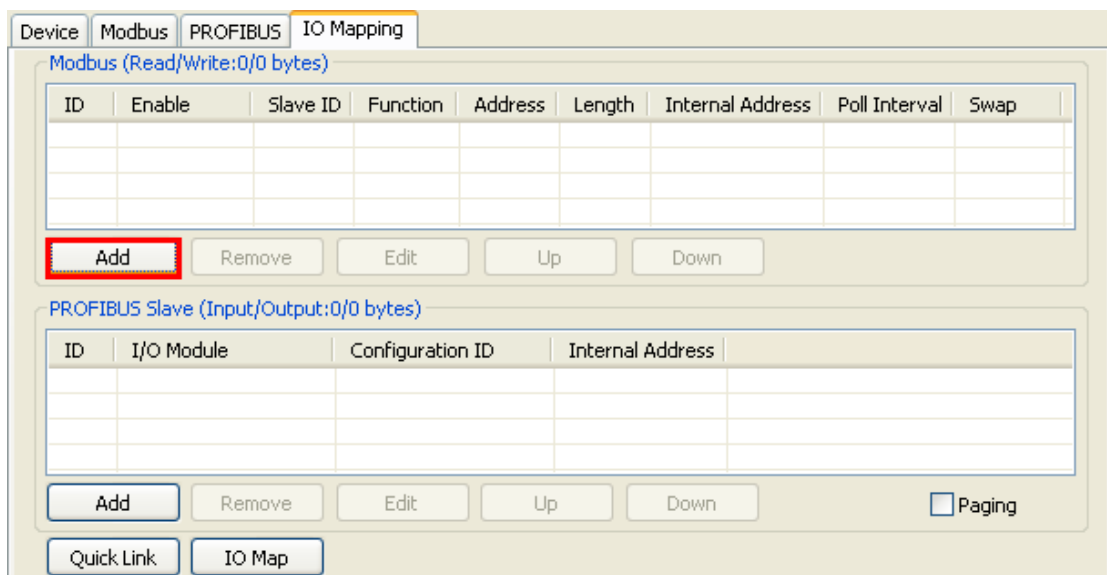 Device Modbus PROFIBUS IO Mapping
Modbus (Read/Write:0/0 bytes)
ID Enable Slave ID Function Address Length Internal Address Poll Interval Swap
Add Remove Edit Up Down
PROFIBUS Slave (Input/Output:0/0 bytes)
ID I/O Module Configuration ID Internal Address
Add Remove Edit Up Down Paging
Quick Link IO Map